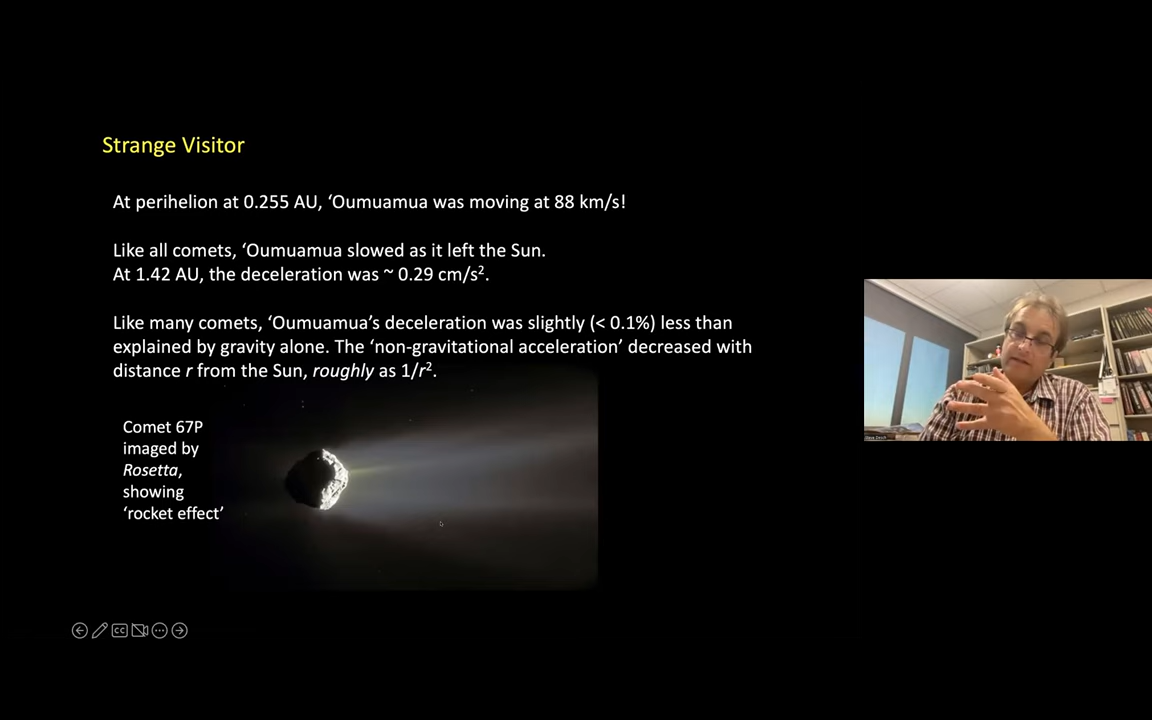 Strange Visitor
At perihelion at 0.255 AU, ‘Oumuamua was moving at 88 km/s!
Like all comets, ‘Oumuamua slowed as it left the Sun.
At 1.42 AU, the deceleration was ~ 0.29 cm/s².
Like many comets, ‘Oumuamua’s deceleration was slightly (< 0.1%) less than
explained by gravity alone. The ‘non-gravitational acceleration’ decreased with
distance r from the Sun, roughly as 1/r².
Comet 67P
imaged by
Rosetta,
showing
‘rocket effect’
CC